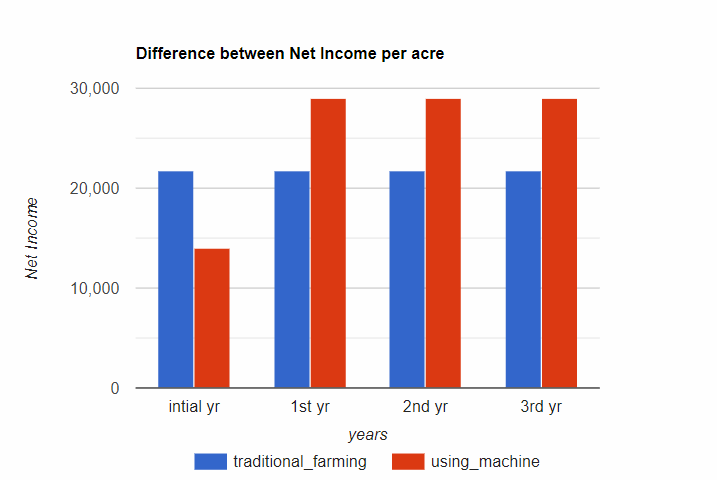 Difference between Net Income per acre
30,000
20,000
10,000
0
Net Income
intial yr
1st yr
2nd yr
3rd yr
years
traditional_farming
using_machine